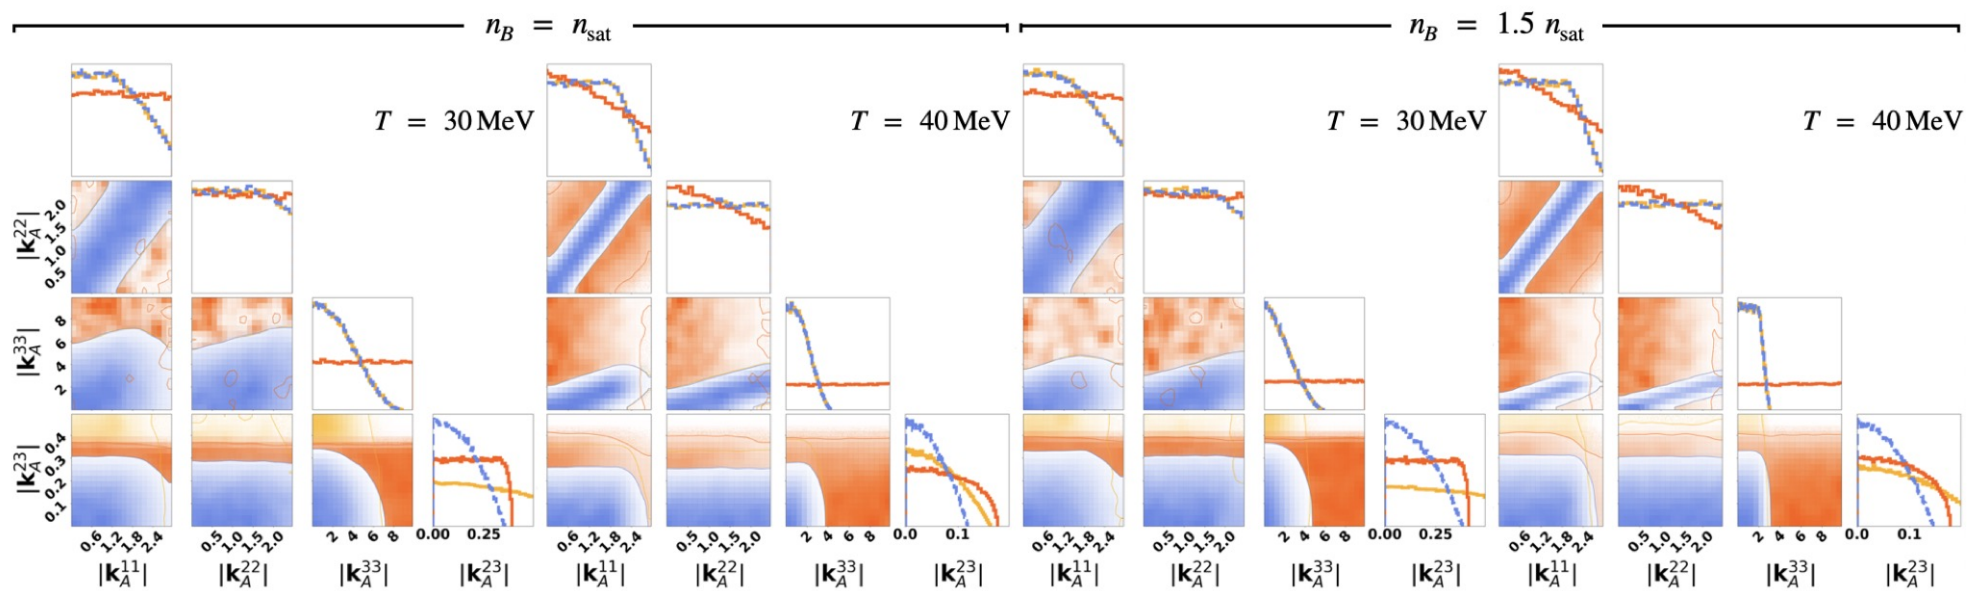 n_B = n_sat
n_B = 1.5 n_sat
T = 30 MeV
T = 40 MeV
T = 30 MeV
T = 40 MeV
|k_A^22|
2.0
1.5
1.0
0.5
|k_A^33|
8
6
4
2
|k_A^23|
0.4
0.3
0.2
0.1
0.6 1.2 1.8 2.4 0.5 1.0 1.5 2.0 2 4 6 8 0.00 0.25 0.6 1.2 1.8 2.4 0.5 1.0 1.5 2.0 2 4 6 8 0.0 0.1 0.6 1.2 1.8 2.4 0.5 1.0 1.5 2.0 2 4 6 8 0.00 0.25 0.6 1.2 1.8 2.4 0.5 1.0 1.5 2.0 2 4 6 8 0.0 0.1
|k_A^11| |k_A^22| |k_A^33| |k_A^23| |k_A^11| |k_A^22| |k_A^33| |k_A^23| |k_A^11| |k_A^22| |k_A^33| |k_A^23| |k_A^11| |k_A^22| |k_A^33| |k_A^23|